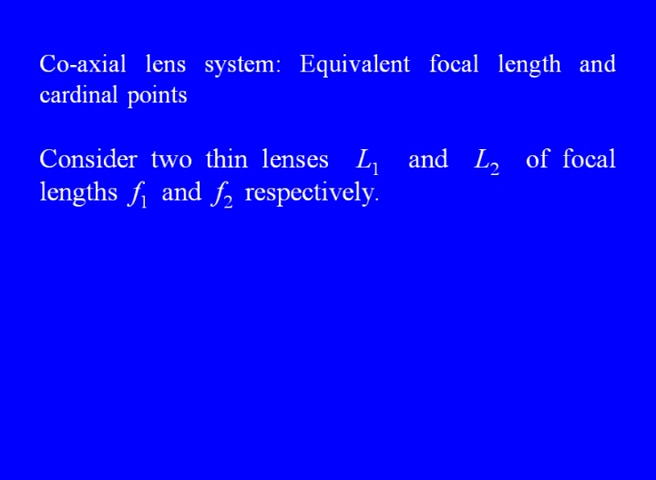 Co-axial lens system: Equivalent focal length and
cardinal points
Consider two thin lenses L₁ and L₂ of focal
lengths f₁ and f₂ respectively.